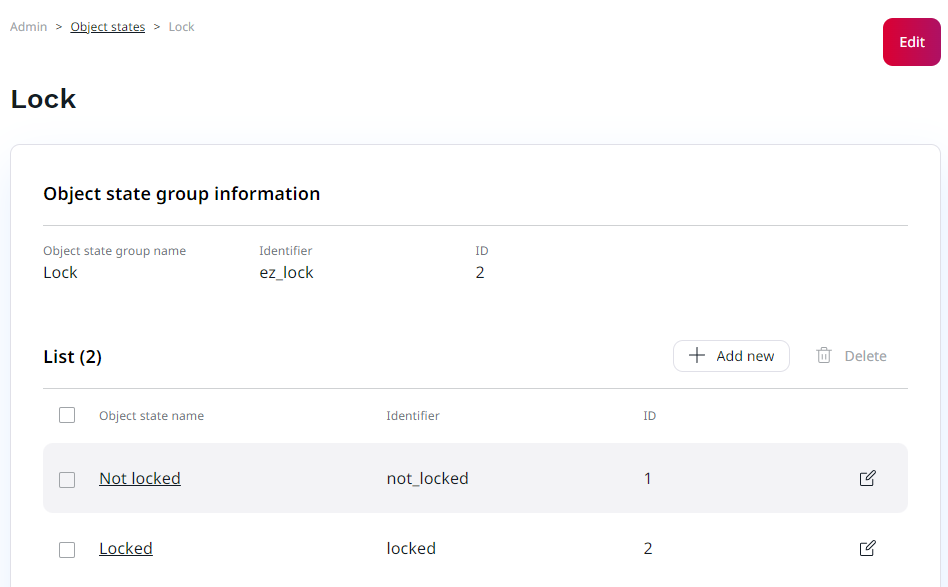 Admin > Object states > Lock
Edit
Lock
Object state group information
Object state group name Identifier ID
Lock ez_lock 2
List (2) Add new Delete
Object state name Identifier ID
Not locked not_locked 1
Locked locked 2